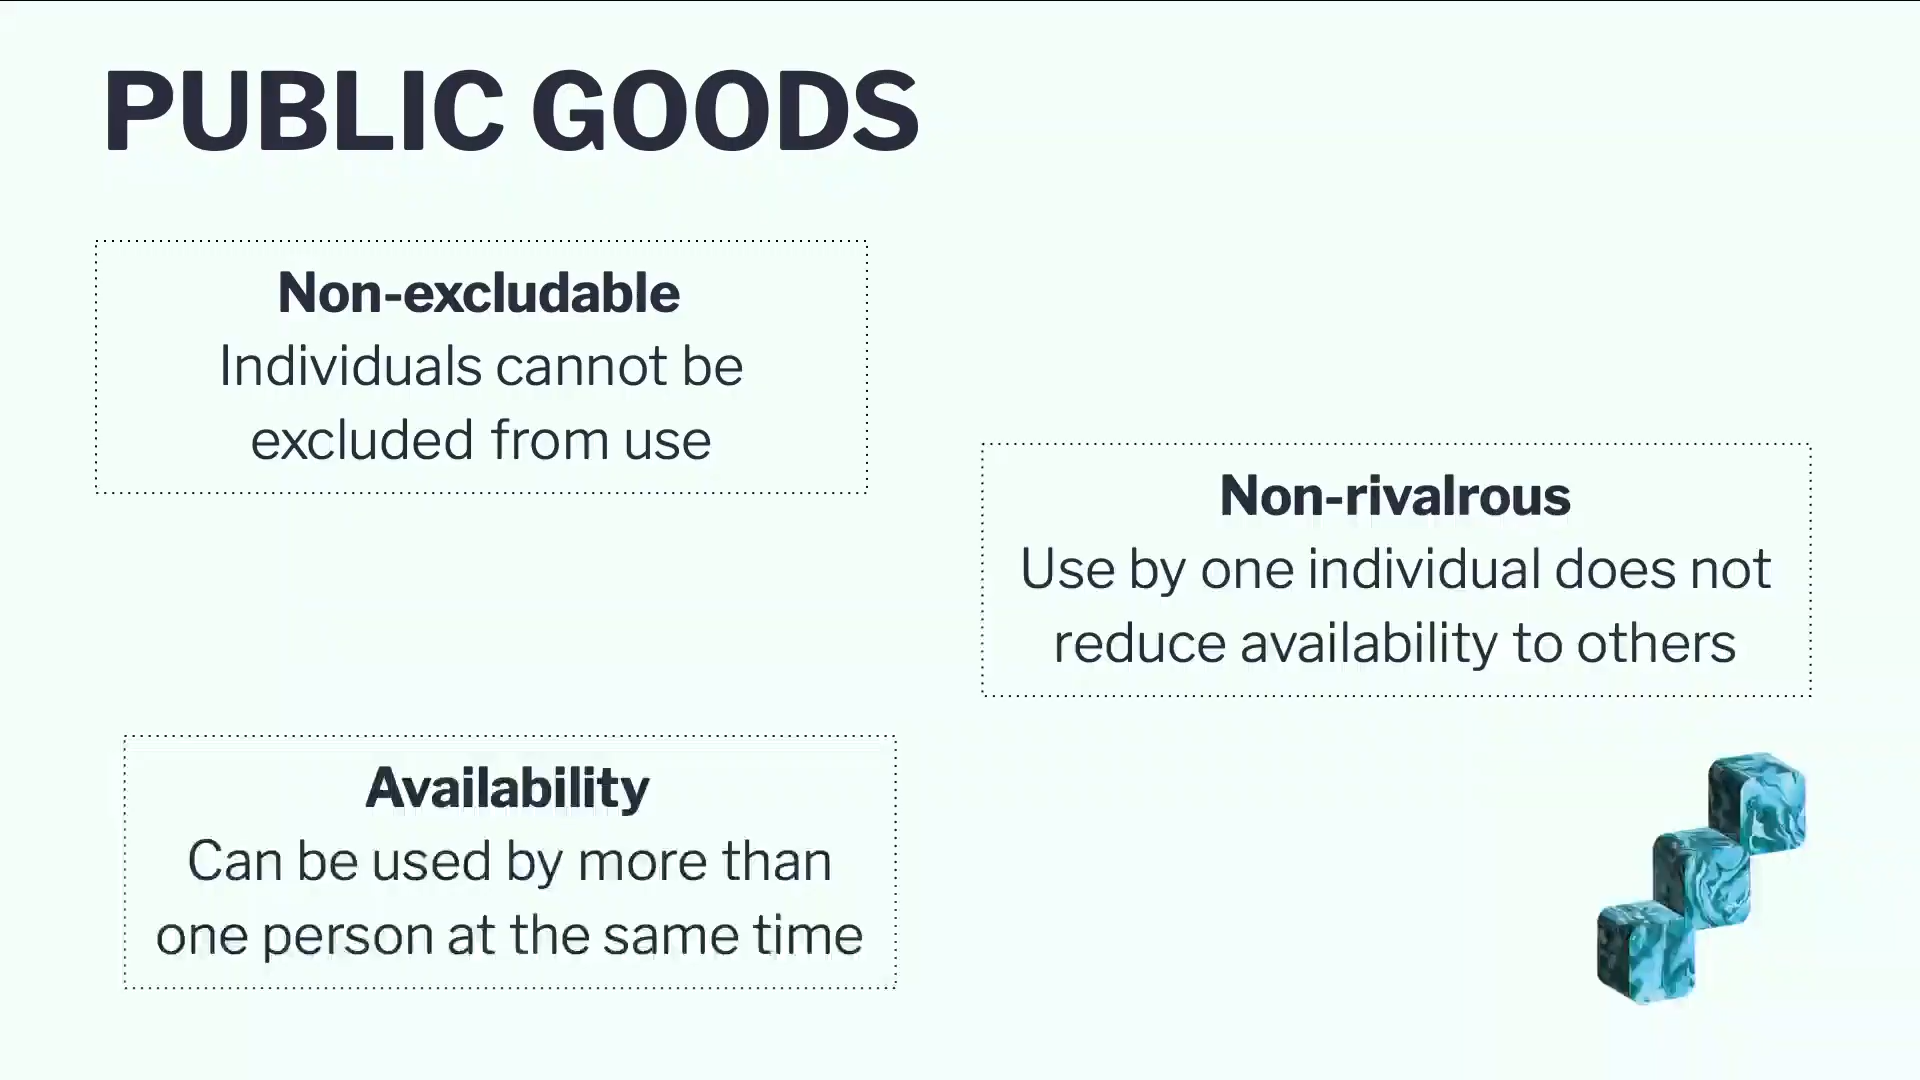 PUBLIC GOODS
Non-excludable
Individuals cannot be
excluded from use
Non-rivalrous
Use by one individual does not
reduce availability to others
Availability
Can be used by more than
one person at the same time